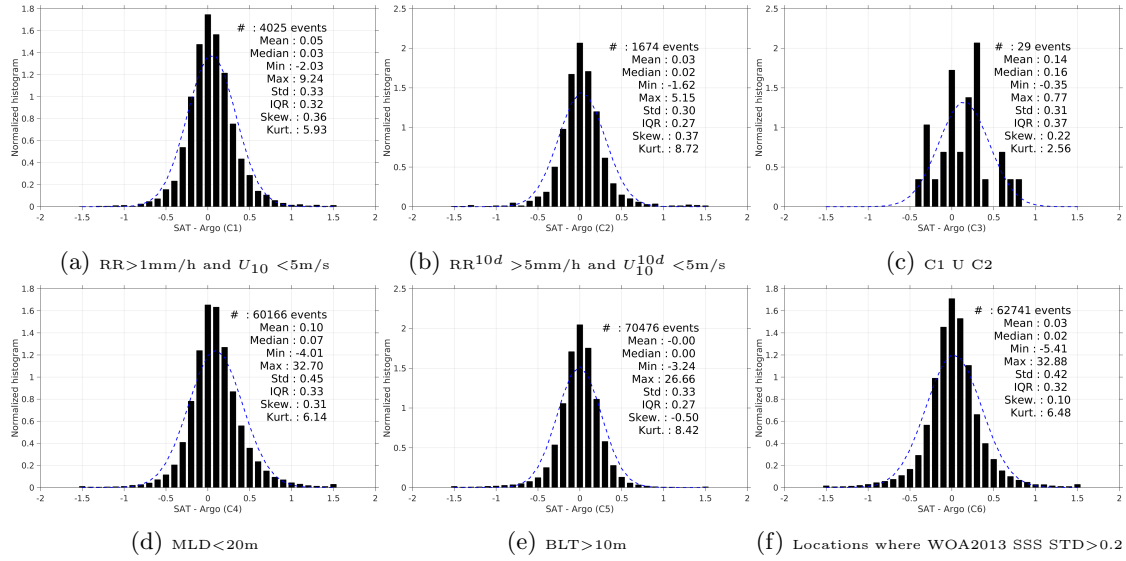 Normalized histogram
1.8
1.6
1.4
1.2
1
0.8
0.6
0.4
0.2
0
-2 -1.5 -1 -0.5 0 0.5 1 1.5 2
SAT - Argo (C1)
# : 4025 events
Mean : 0.05
Median : 0.03
Min : -2.03
Max : 9.24
Std : 0.33
IQR : 0.32
Skew. : 0.36
Kurt. : 5.93
(a) RR>1mm/h and U10 <5m/s
Normalized histogram
2.5
2
1.5
1
0.5
0
-2 -1.5 -1 -0.5 0 0.5 1 1.5 2
SAT - Argo (C2)
# : 1674 events
Mean : 0.03
Median : 0.02
Min : -1.62
Max : 5.15
Std : 0.30
IQR : 0.27
Skew. : 0.37
Kurt. : 8.72
(b) RR10d >5mm/h and U10d10 <5m/s
Normalized histogram
2.5
2
1.5
1
0.5
0
-2 -1.5 -1 -0.5 0 0.5 1 1.5 2
SAT - Argo (C3)
# : 29 events
Mean : 0.14
Median : 0.16
Min : -0.35
Max : 0.77
Std : 0.31
IQR : 0.37
Skew. : 0.22
Kurt. : 2.56
(c) C1 U C2
Normalized histogram
1.8
1.6
1.4
1.2
1
0.8
0.6
0.4
0.2
0
-2 -1.5 -1 -0.5 0 0.5 1 1.5 2
SAT - Argo (C4)
# : 60166 events
Mean : 0.10
Median : 0.07
Min : -4.01
Max : 32.70
Std : 0.45
IQR : 0.33
Skew. : 0.31
Kurt. : 6.14
(d) MLD<20m
Normalized histogram
2.5
2
1.5
1
0.5
0
-2 -1.5 -1 -0.5 0 0.5 1 1.5 2
SAT - Argo (C5)
# : 70476 events
Mean : -0.00
Median : 0.00
Min : -3.24
Max : 26.66
Std : 0.33
IQR : 0.27
Skew. : -0.50
Kurt. : 8.42
(e) BLT>10m
Normalized histogram
1.8
1.6
1.4
1.2
1
0.8
0.6
0.4
0.2
0
-2 -1.5 -1 -0.5 0 0.5 1 1.5 2
SAT - Argo (C6)
# : 62741 events
Mean : 0.03
Median : 0.02
Min : -5.41
Max : 32.88
Std : 0.42
IQR : 0.32
Skew. : 0.10
Kurt. : 6.48
(f) Locations where WOA2013 SSS STD>0.2